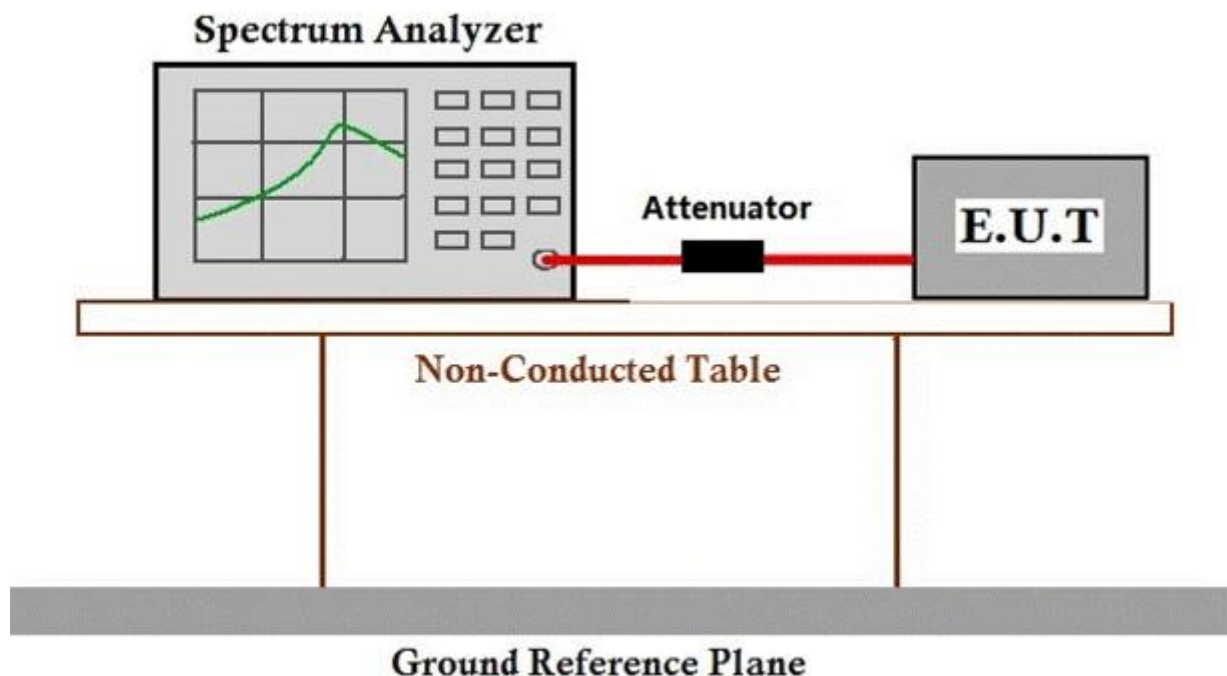 Spectrum Analyzer
Attenuator
E.U.T
Non-Conducted Table
Ground Reference Plane